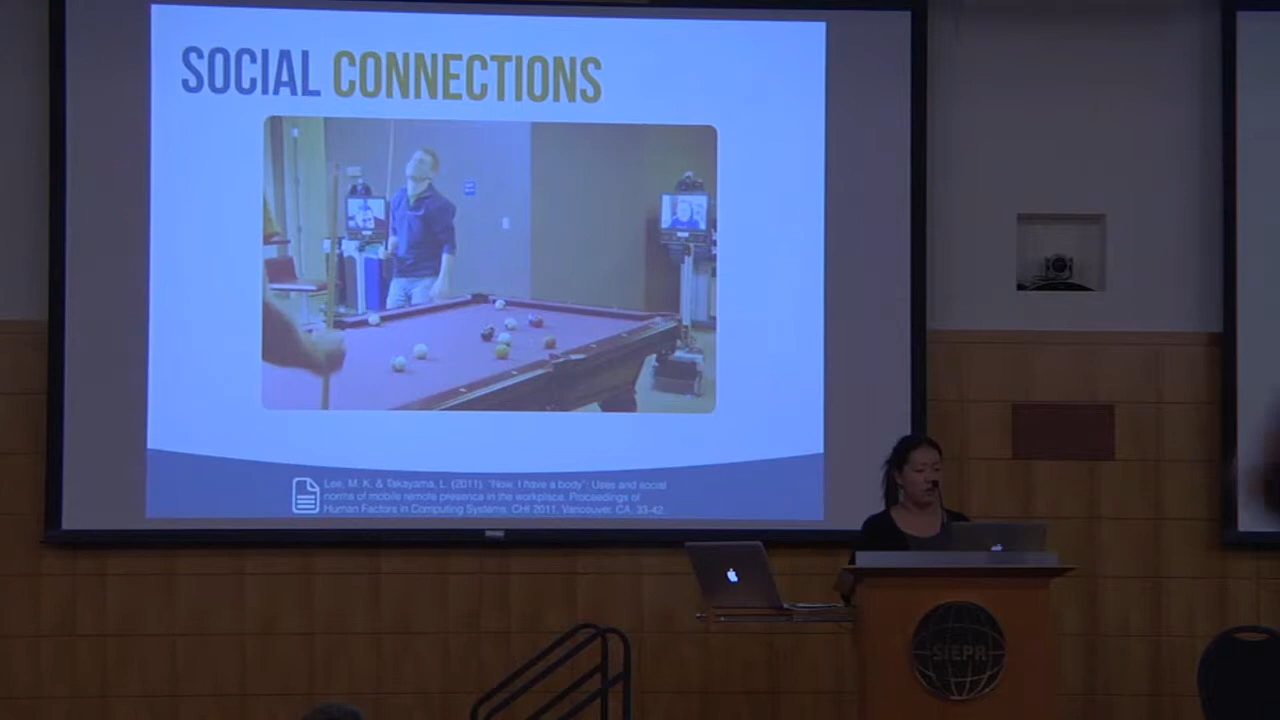 SOCIAL CONNECTIONS
Lee, M. K. & Takayama, L. (2011). "Now, I have a body": Uses and social
norms of mobile remote presence in the workplace. Proceedings of
Human Factors in Computing Systems: CHI 2011, Vancouver, CA, 33-42.